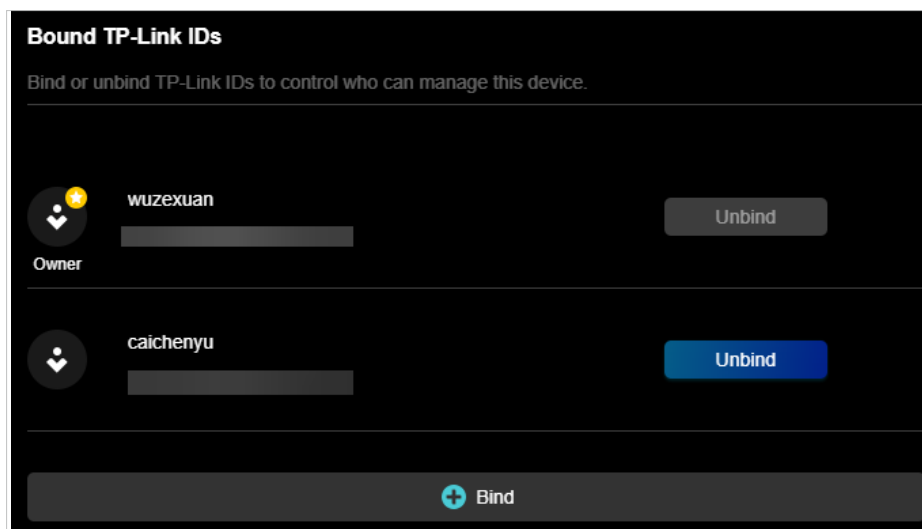 Bound TP-Link IDs
Bind or unbind TP-Link IDs to control who can manage this device.
wuzexuan
Unbind
Owner
caichenyu
Unbind
Bind